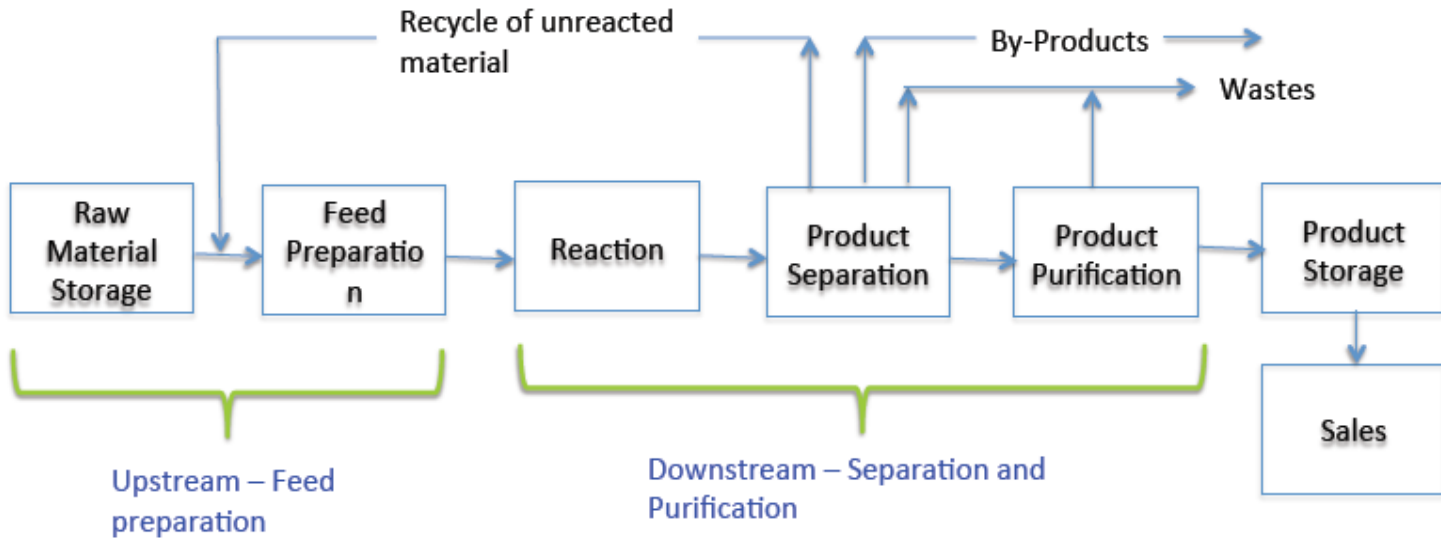 Recycle of unreacted
material
By-Products
Wastes
Raw
Material
Storage
Feed
Preparatio
n
Reaction
Product
Separation
Product
Purification
Product
Storage
Sales
Upstream – Feed
preparation
Downstream – Separation and
Purification